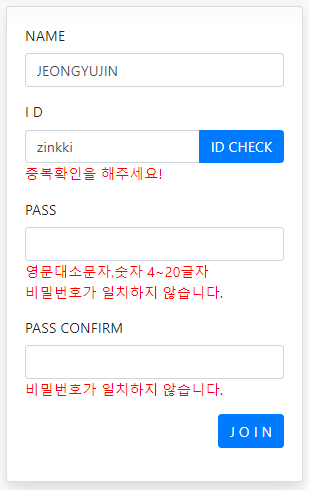 NAME
JEONGYUJIN
I D
zinkki
ID CHECK
중복확인을 해주세요!
PASS
영문대소문자,숫자 4~20글자
비밀번호가 일치하지 않습니다.
PASS CONFIRM
비밀번호가 일치하지 않습니다.
J O I N